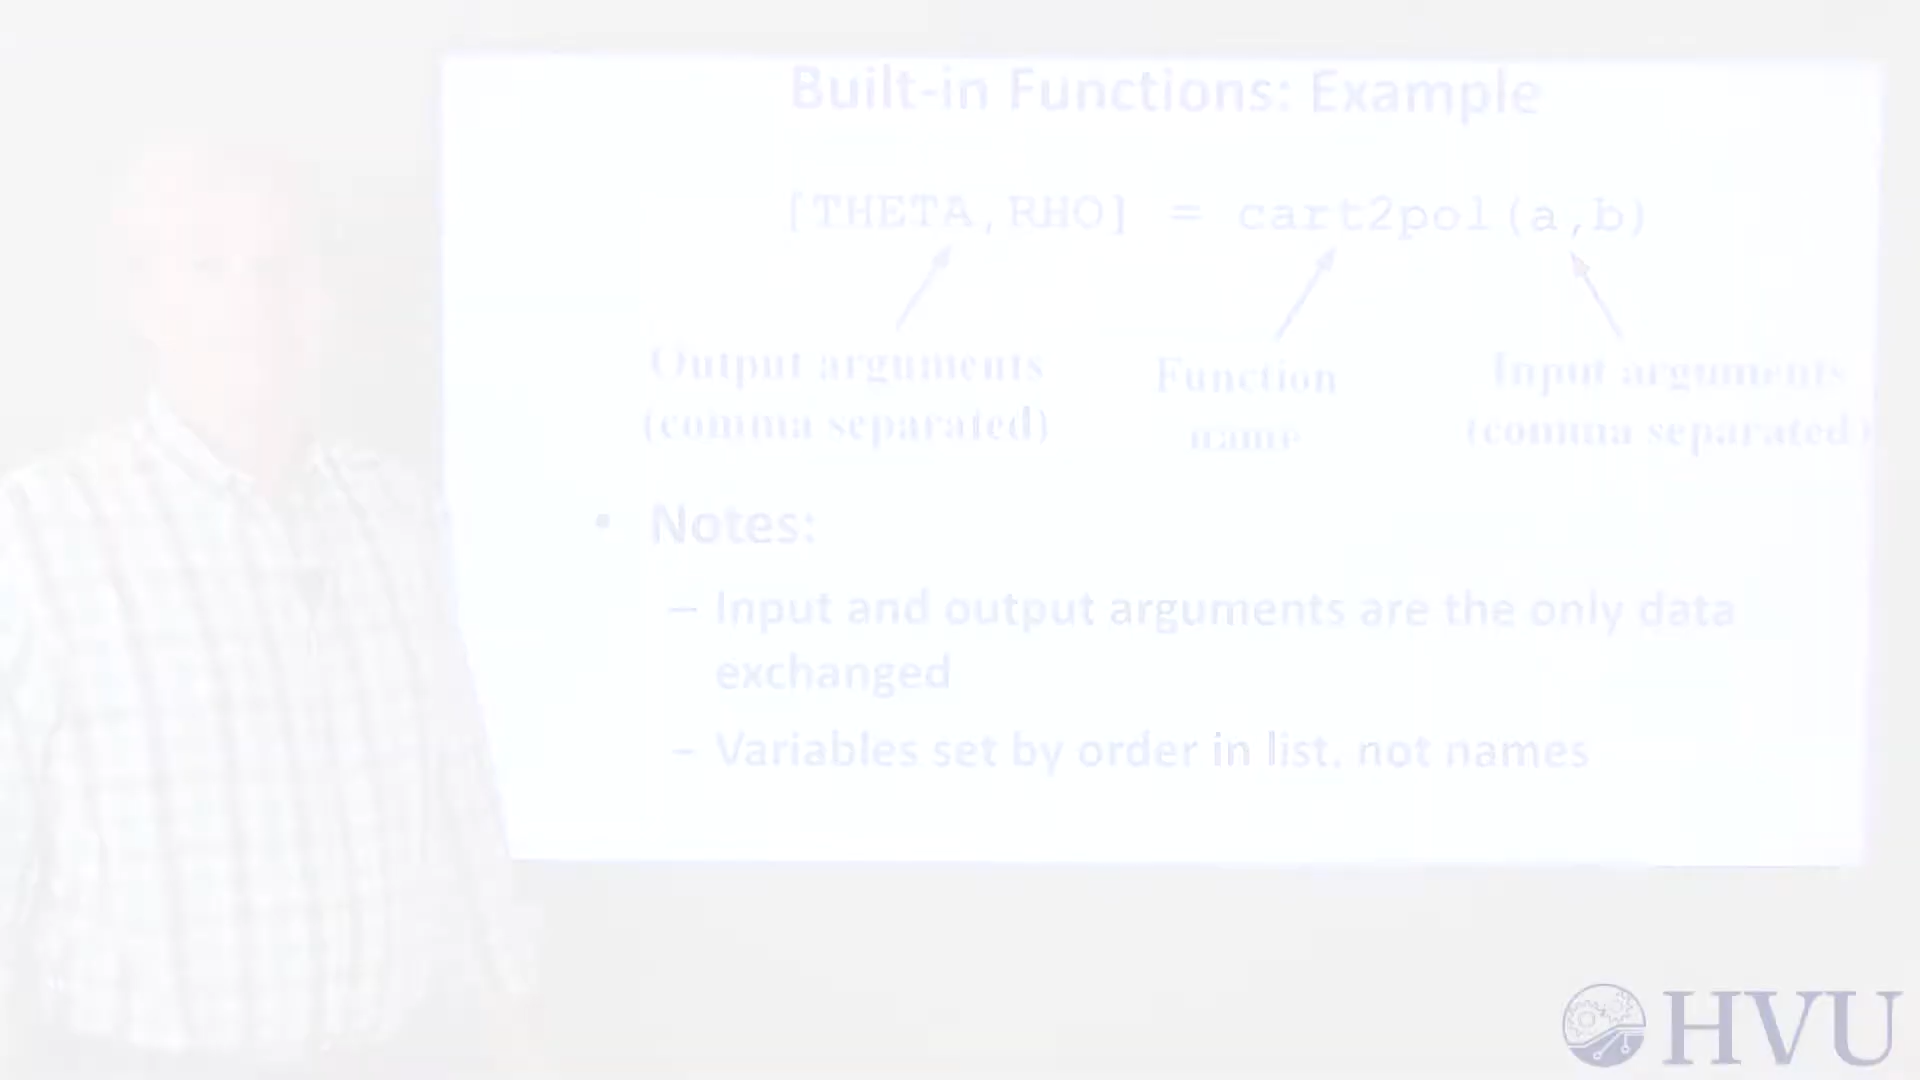 Built-in Functions: Example
[THETA,RHO] = cart2pol(a,b)
Output arguments
(comma separated)
Function
name
Input arguments
(comma separated)
• Notes:
– Input and output arguments are the only data
exchanged
– Variables set by order in list, not names
HVU